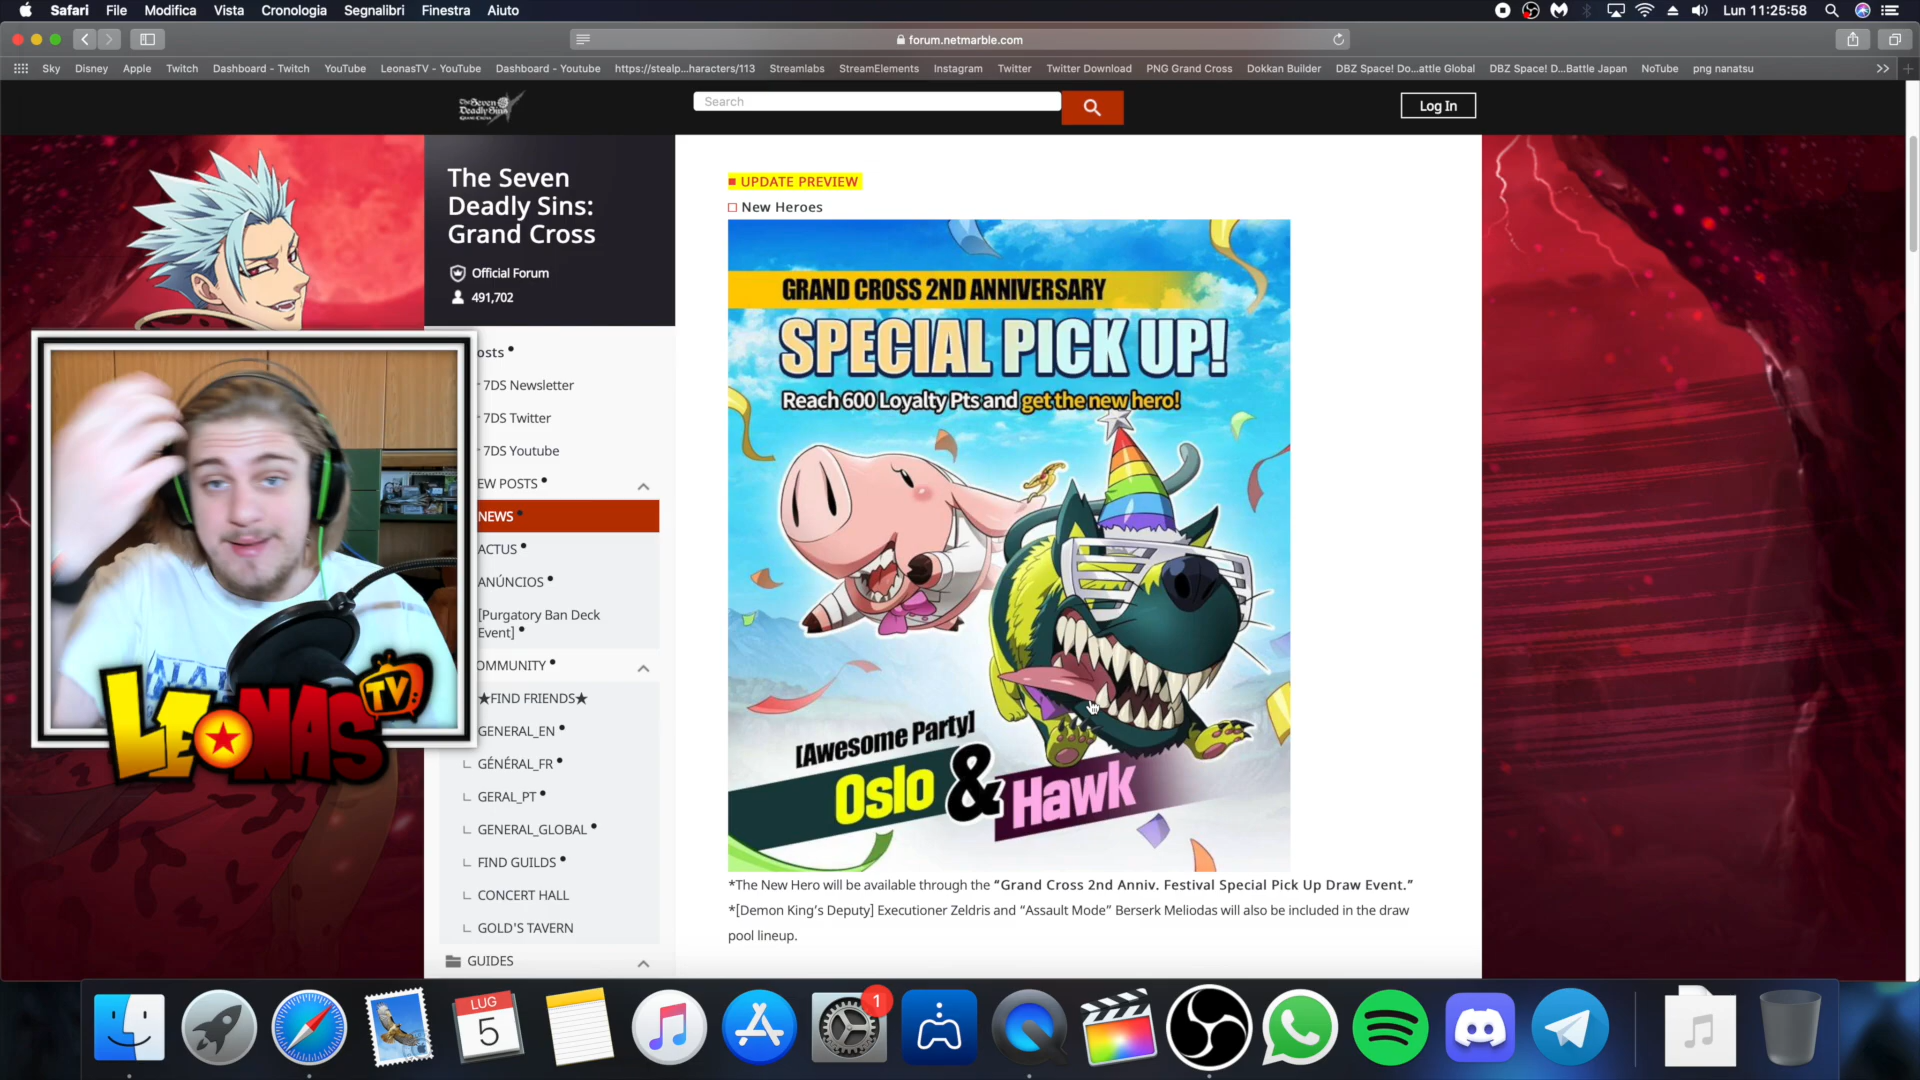 Safari File Modifica Vista Cronologia Segnalibri Finestra Aiuto
Lun 11:25:58
forum.netmarble.com
Sky Disney Apple Twitch Dashboard - Twitch YouTube LeonasTV - YouTube Dashboard - Youtube https://stealp...haracters/113 Streamlabs StreamElements Instagram Twitter Twitter Download PNG Grand Cross Dokkan Builder DBZ Space! Do...attle Global DBZ Space! D...Battle Japan NoTube png nanatsu
The Seven
Deadly Sins
GRAND CROSS
Search
Log In
The Seven
Deadly Sins:
Grand Cross
Official Forum
491,702
osts
7DS Newsletter
7DS Twitter
7DS Youtube
EW POSTS
NEWS
ACTUS
ANÚNCIOS
[Purgatory Ban Deck
Event]
OMMUNITY
★FIND FRIENDS★
GENERAL_EN
GÉNÉRAL_FR
GERAL_PT
GENERAL_GLOBAL
FIND GUILDS
CONCERT HALL
GOLD'S TAVERN
GUIDES
LEONAS TV
■ UPDATE PREVIEW
□ New Heroes
GRAND CROSS 2ND ANNIVERSARY
SPECIAL PICK UP!
Reach 600 Loyalty Pts and get the new hero!
[Awesome Party]
Oslo & Hawk
*The New Hero will be available through the "Grand Cross 2nd Anniv. Festival Special Pick Up Draw Event."
*[Demon King's Deputy] Executioner Zeldris and "Assault Mode" Berserk Meliodas will also be included in the draw
pool lineup.
LUG
5
1